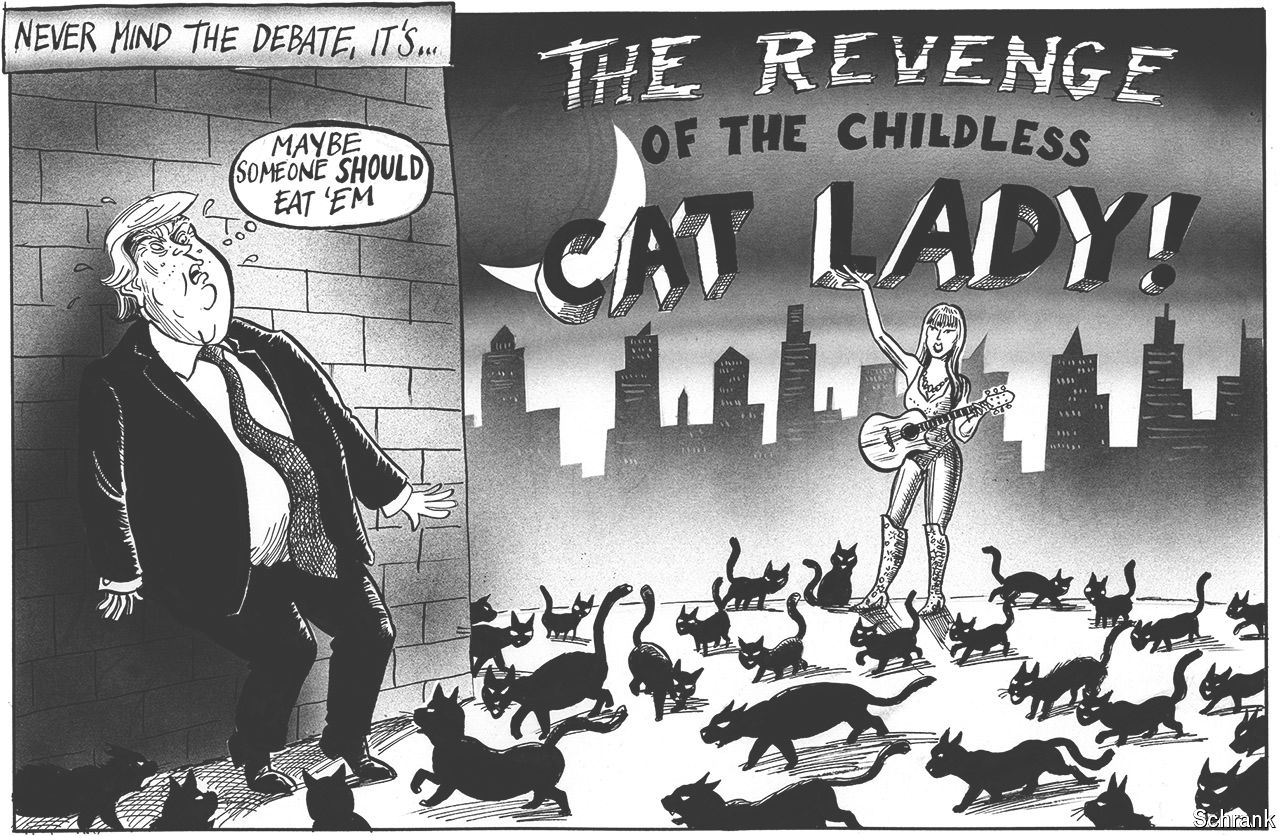 NEVER MIND THE DEBATE, IT'S...
MAYBE
SOMEONE SHOULD
EAT 'EM
THE REVENGE
OF THE CHILDLESS
CAT LADY!
Schrank